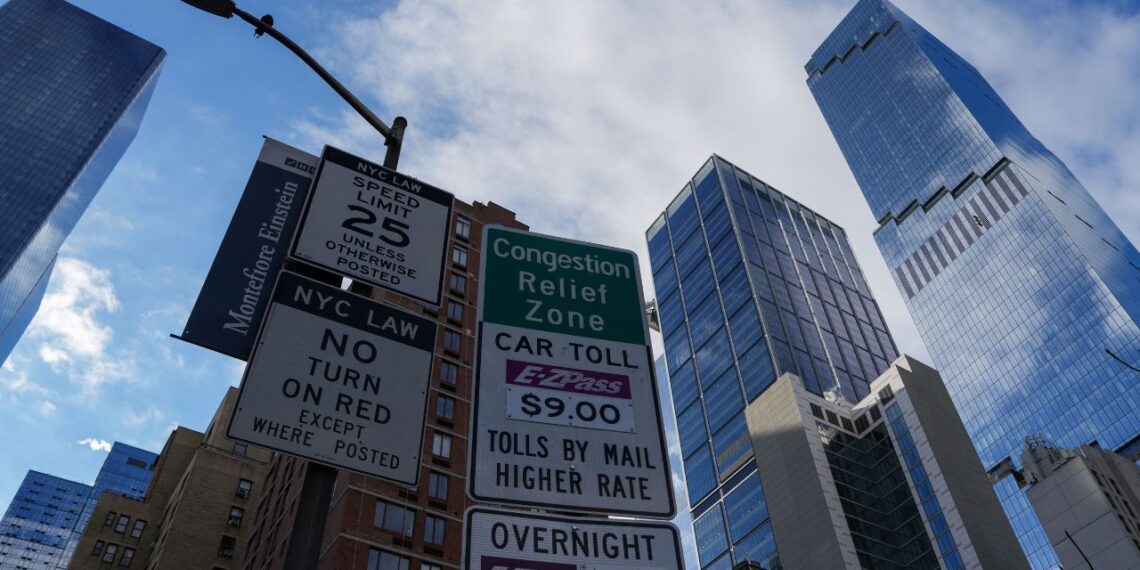 Montefiore Einstein
NYC LAW
SPEED
LIMIT
25
UNLESS
OTHERWISE
POSTED
NYC LAW
NO
TURN
ON RED
EXCEPT
WHERE POSTED
Congestion
Relief
Zone
CAR TOLL
E-ZPass
$9.00
TOLLS BY MAIL
HIGHER RATE
OVERNIGHT